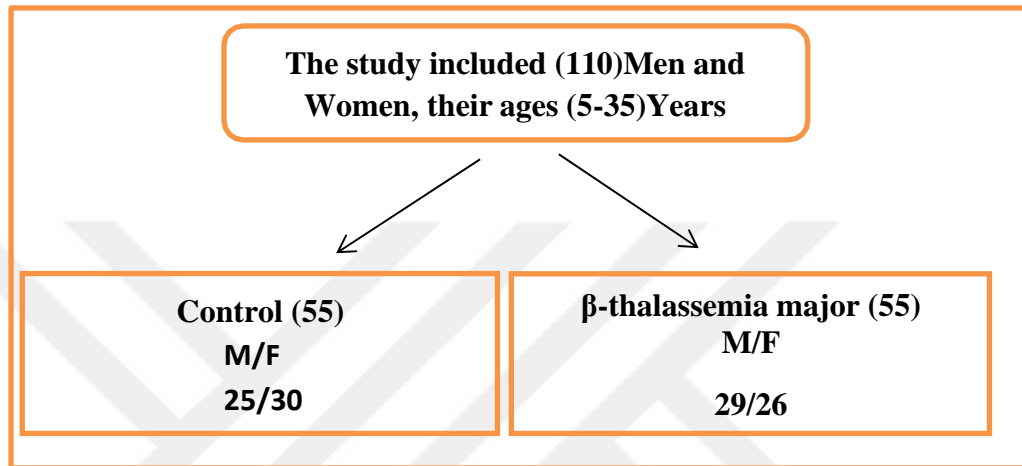 The study included (110)Men and
Women, their ages (5-35)Years
Control (55)
M/F
25/30
β-thalassemia major (55)
M/F
29/26